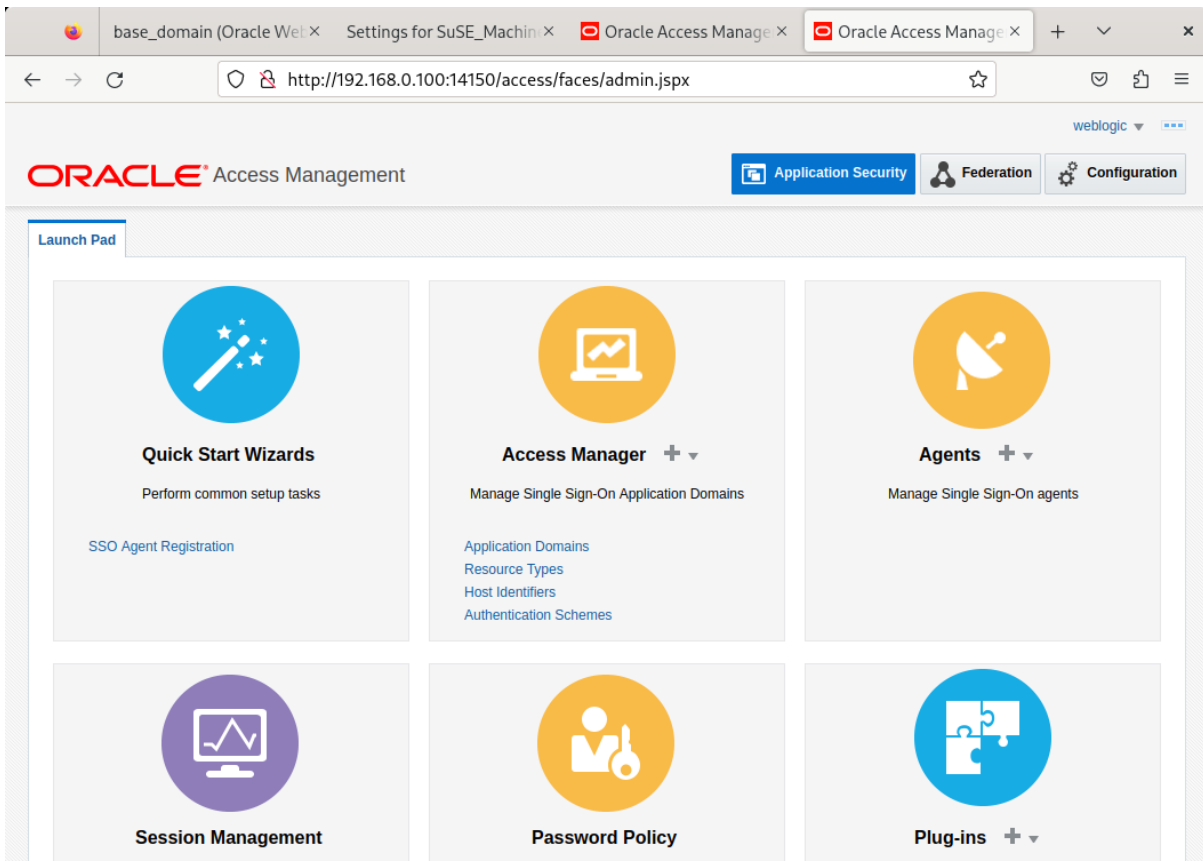 base_domain (Oracle Web
Settings for SuSE_Machin
Oracle Access Manage
Oracle Access Manage
http://192.168.0.100:14150/access/faces/admin.jspx
weblogic
ORACLE® Access Management
Application Security
Federation
Configuration
Launch Pad
Quick Start Wizards
Perform common setup tasks
SSO Agent Registration
Access Manager
Manage Single Sign-On Application Domains
Application Domains
Resource Types
Host Identifiers
Authentication Schemes
Agents
Manage Single Sign-On agents
Session Management
Password Policy
Plug-ins